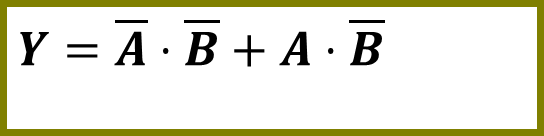 Y = A̅ · B̅ + A · B̅